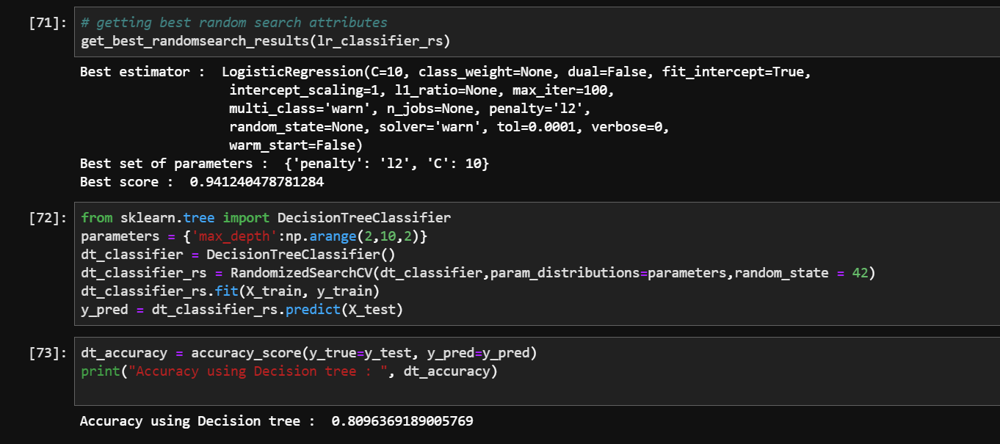 [71]: # getting best random search attributes
get_best_randomsearch_results(lr_classifier_rs)
Best estimator :  LogisticRegression(C=10, class_weight=None, dual=False, fit_intercept=True,
                   intercept_scaling=1, l1_ratio=None, max_iter=100,
                   multi_class='warn', n_jobs=None, penalty='l2',
                   random_state=None, solver='warn', tol=0.0001, verbose=0,
                   warm_start=False)
Best set of parameters :  {'penalty': 'l2', 'C': 10}
Best score :  0.941240478781284
[72]: from sklearn.tree import DecisionTreeClassifier
parameters = {'max_depth':np.arange(2,10,2)}
dt_classifier = DecisionTreeClassifier()
dt_classifier_rs = RandomizedSearchCV(dt_classifier,param_distributions=parameters,random_state = 42)
dt_classifier_rs.fit(X_train, y_train)
y_pred = dt_classifier_rs.predict(X_test)
[73]: dt_accuracy = accuracy_score(y_true=y_test, y_pred=y_pred)
print("Accuracy using Decision tree : ", dt_accuracy)
Accuracy using Decision tree :  0.8096369189005769